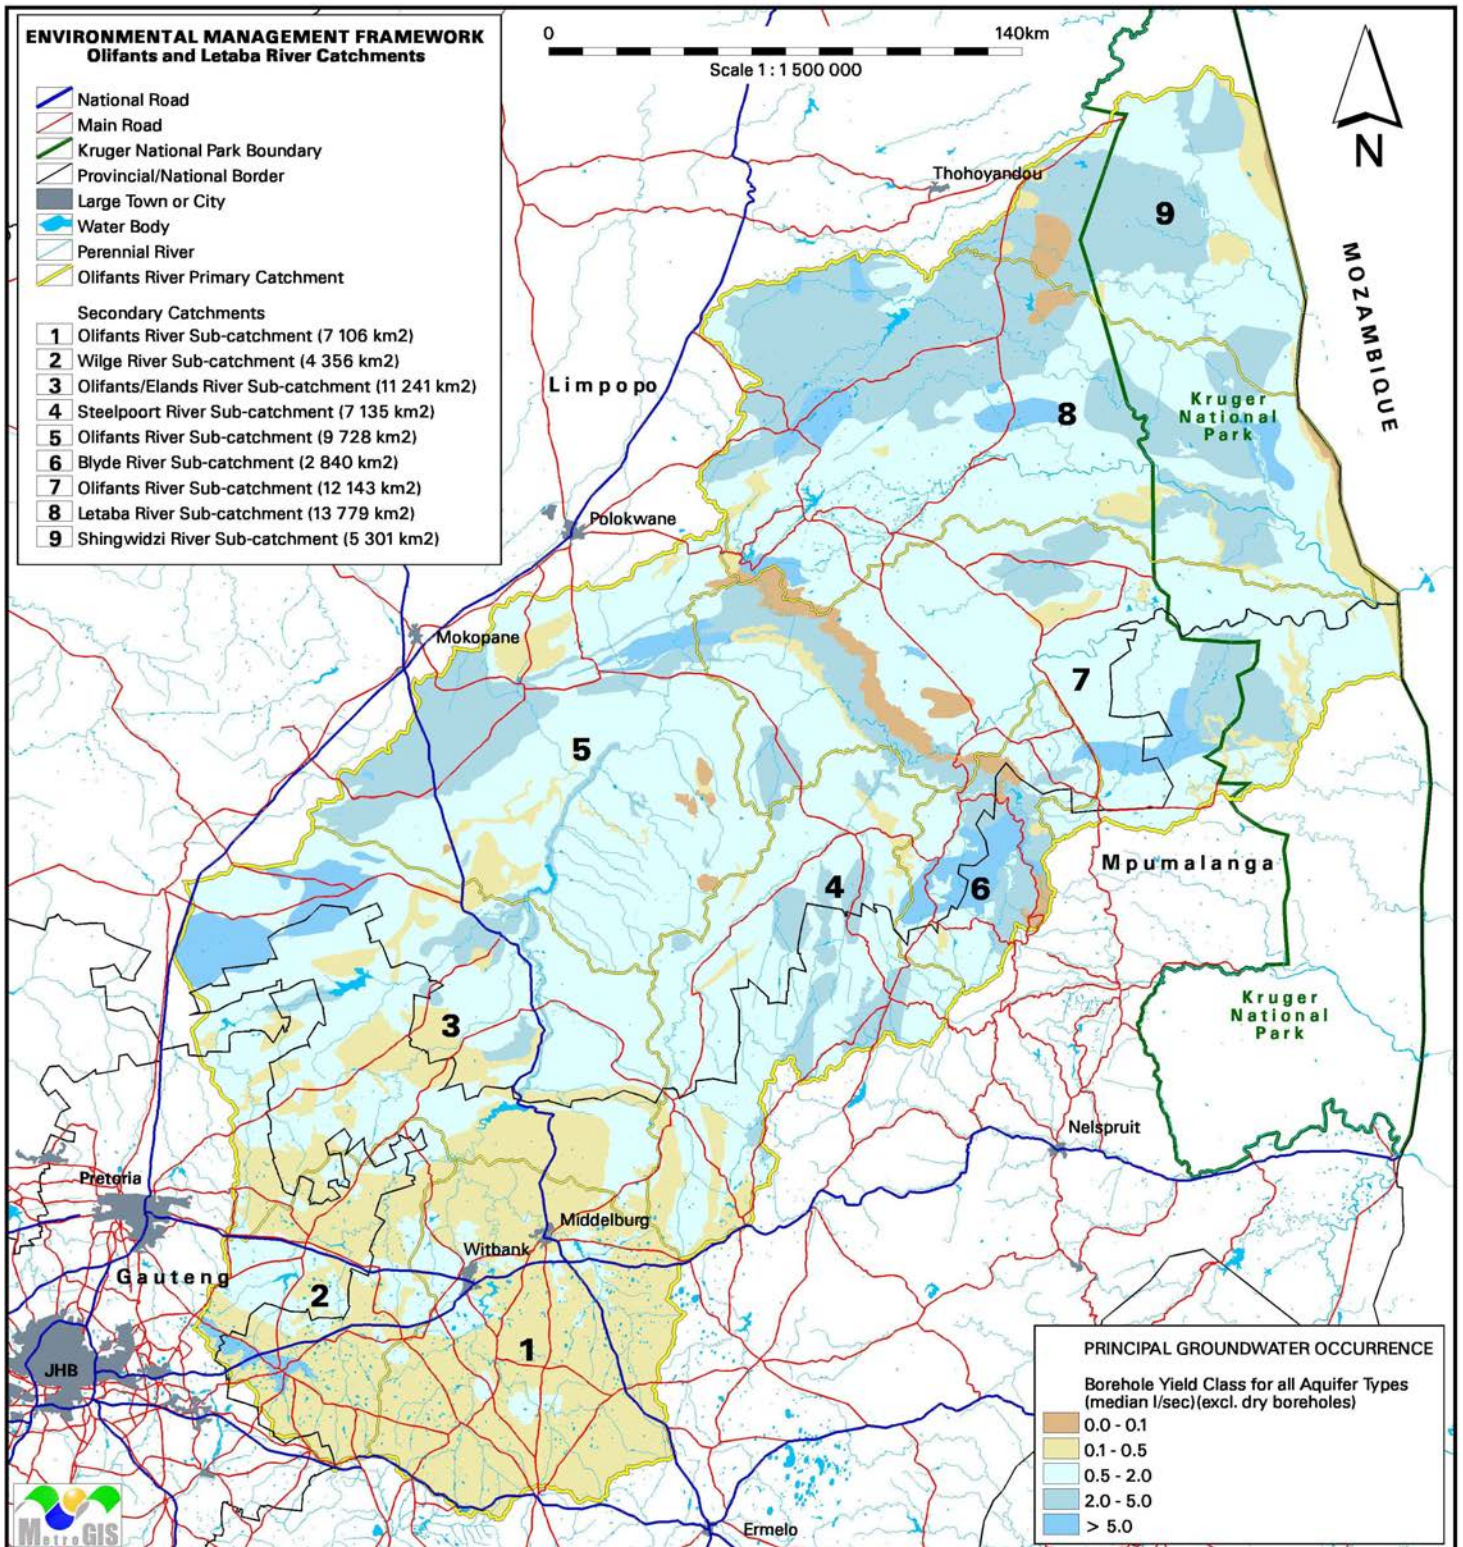 ENVIRONMENTAL MANAGEMENT FRAMEWORK
Olifants and Letaba River Catchments
National Road
Main Road
Kruger National Park Boundary
Provincial/National Border
Large Town or City
Water Body
Perennial River
Olifants River Primary Catchment
Secondary Catchments
1 Olifants River Sub-catchment (7 106 km2)
2 Wilge River Sub-catchment (4 356 km2)
3 Olifants/Elands River Sub-catchment (11 241 km2)
4 Steelpoort River Sub-catchment (7 135 km2)
5 Olifants River Sub-catchment (9 728 km2)
6 Blyde River Sub-catchment (2 840 km2)
7 Olifants River Sub-catchment (12 143 km2)
8 Letaba River Sub-catchment (13 779 km2)
9 Shingwidzi River Sub-catchment (5 301 km2)
0 140km
Scale 1 : 1 500 000
N
Thohoyandou
9
MOZAMBIQUE
Limpopo
Kruger
National
Park
8
Polokwane
Mokopane
7
5
Mpumalanga
4
6
Kruger
National
Park
3
Nelspruit
Pretoria
Middelburg
Witbank
Gauteng
2
1
JHB
Ermelo
PRINCIPAL GROUNDWATER OCCURRENCE
Borehole Yield Class for all Aquifer Types
(median l/sec)(excl. dry boreholes)
0.0 - 0.1
0.1 - 0.5
0.5 - 2.0
2.0 - 5.0
> 5.0
MetroGIS